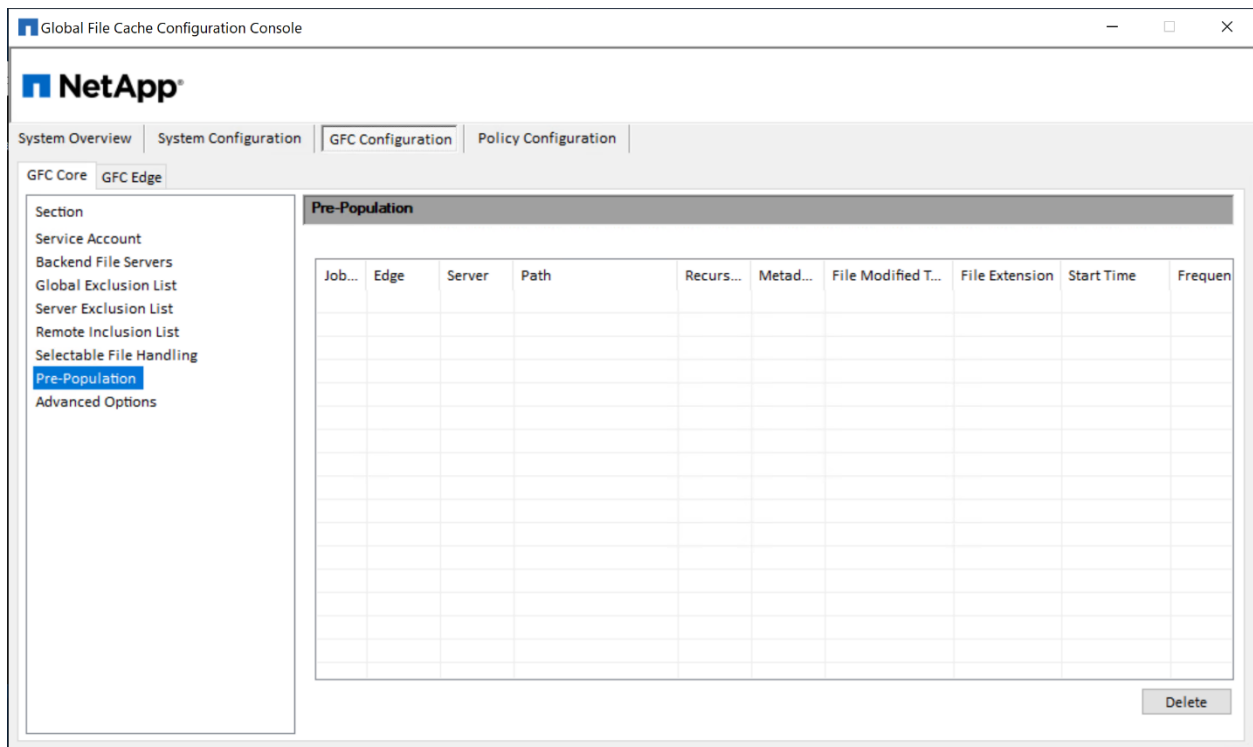 Global File Cache Configuration Console
NetApp®
System Overview System Configuration GFC Configuration Policy Configuration
GFC Core GFC Edge
Section
Service Account
Backend File Servers
Global Exclusion List
Server Exclusion List
Remote Inclusion List
Selectable File Handling
Pre-Population
Advanced Options
Pre-Population
Job... Edge Server Path Recurs... Metad... File Modified T... File Extension Start Time Frequen
Delete